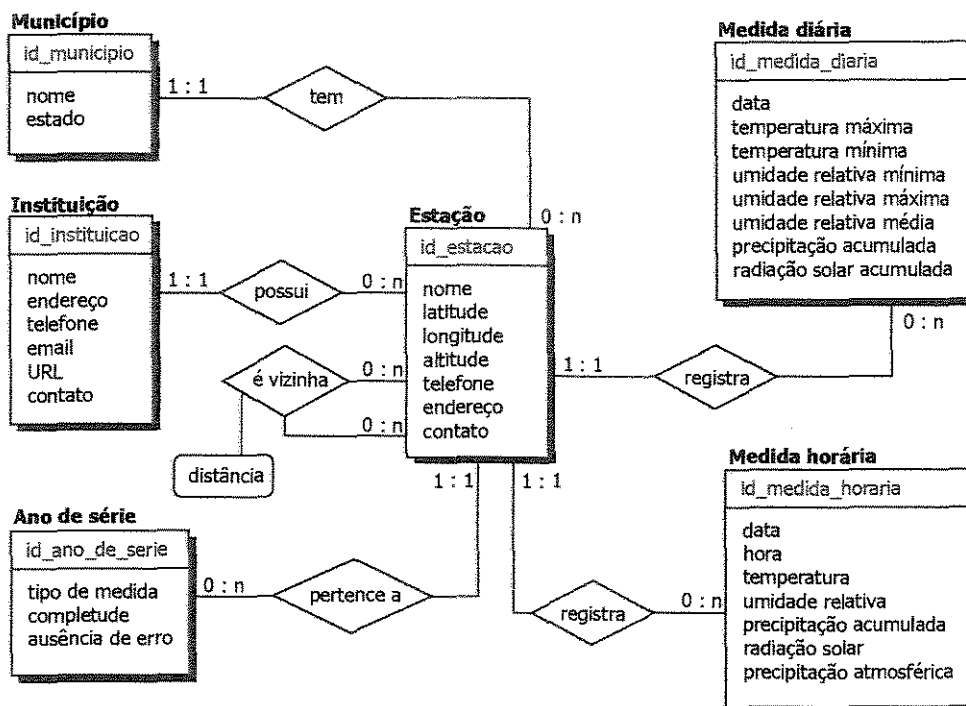 Município
id_municipio
nome
estado
1 : 1
tem
0 : n
Instituição
id_instituicao
nome
endereço
telefone
email
URL
contato
1 : 1
possui
0 : n
Estação
id_estacao
nome
latitude
longitude
altitude
telefone
endereço
contato
é vizinha
0 : n
0 : n
distância
Medida diária
id_medida_diaria
data
temperatura máxima
temperatura mínima
umidade relativa mínima
umidade relativa máxima
umidade relativa média
precipitação acumulada
radiação solar acumulada
0 : n
1 : 1
registra
Ano de série
id_ano_de_serie
tipo de medida
completude
ausência de erro
0 : n
pertence a
1 : 1
1 : 1
registra
0 : n
Medida horária
id_medida_horaria
data
hora
temperatura
umidade relativa
precipitação acumulada
radiação solar
precipitação atmosférica